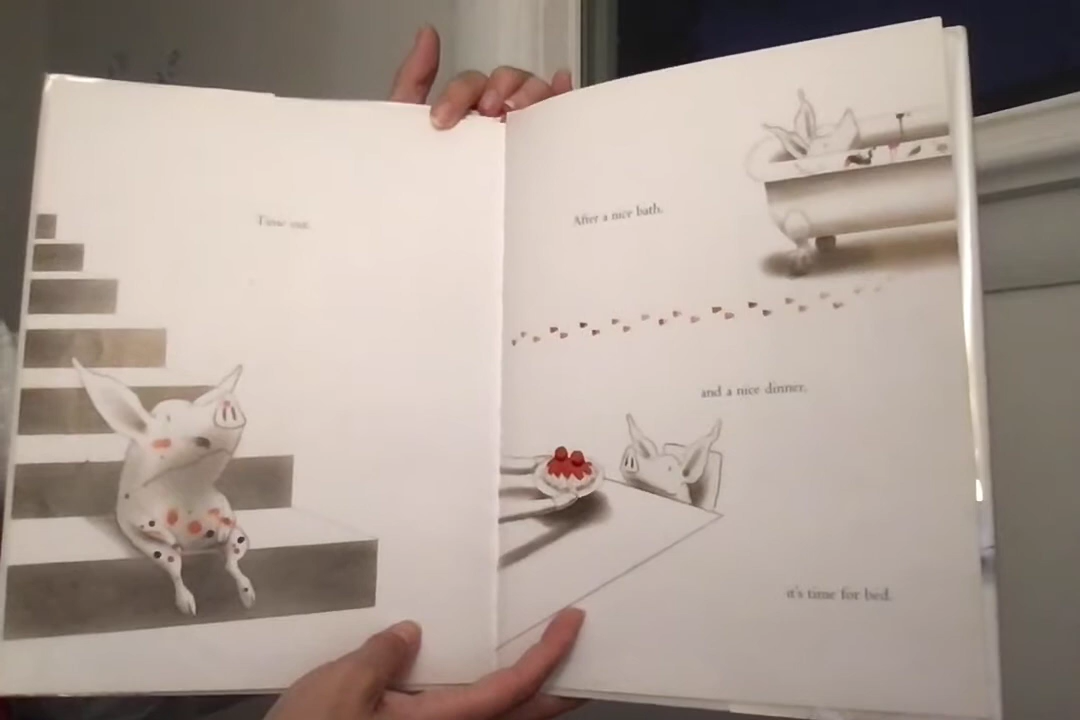 Time out.
After a nice bath,
and a nice dinner,
it's time for bed.